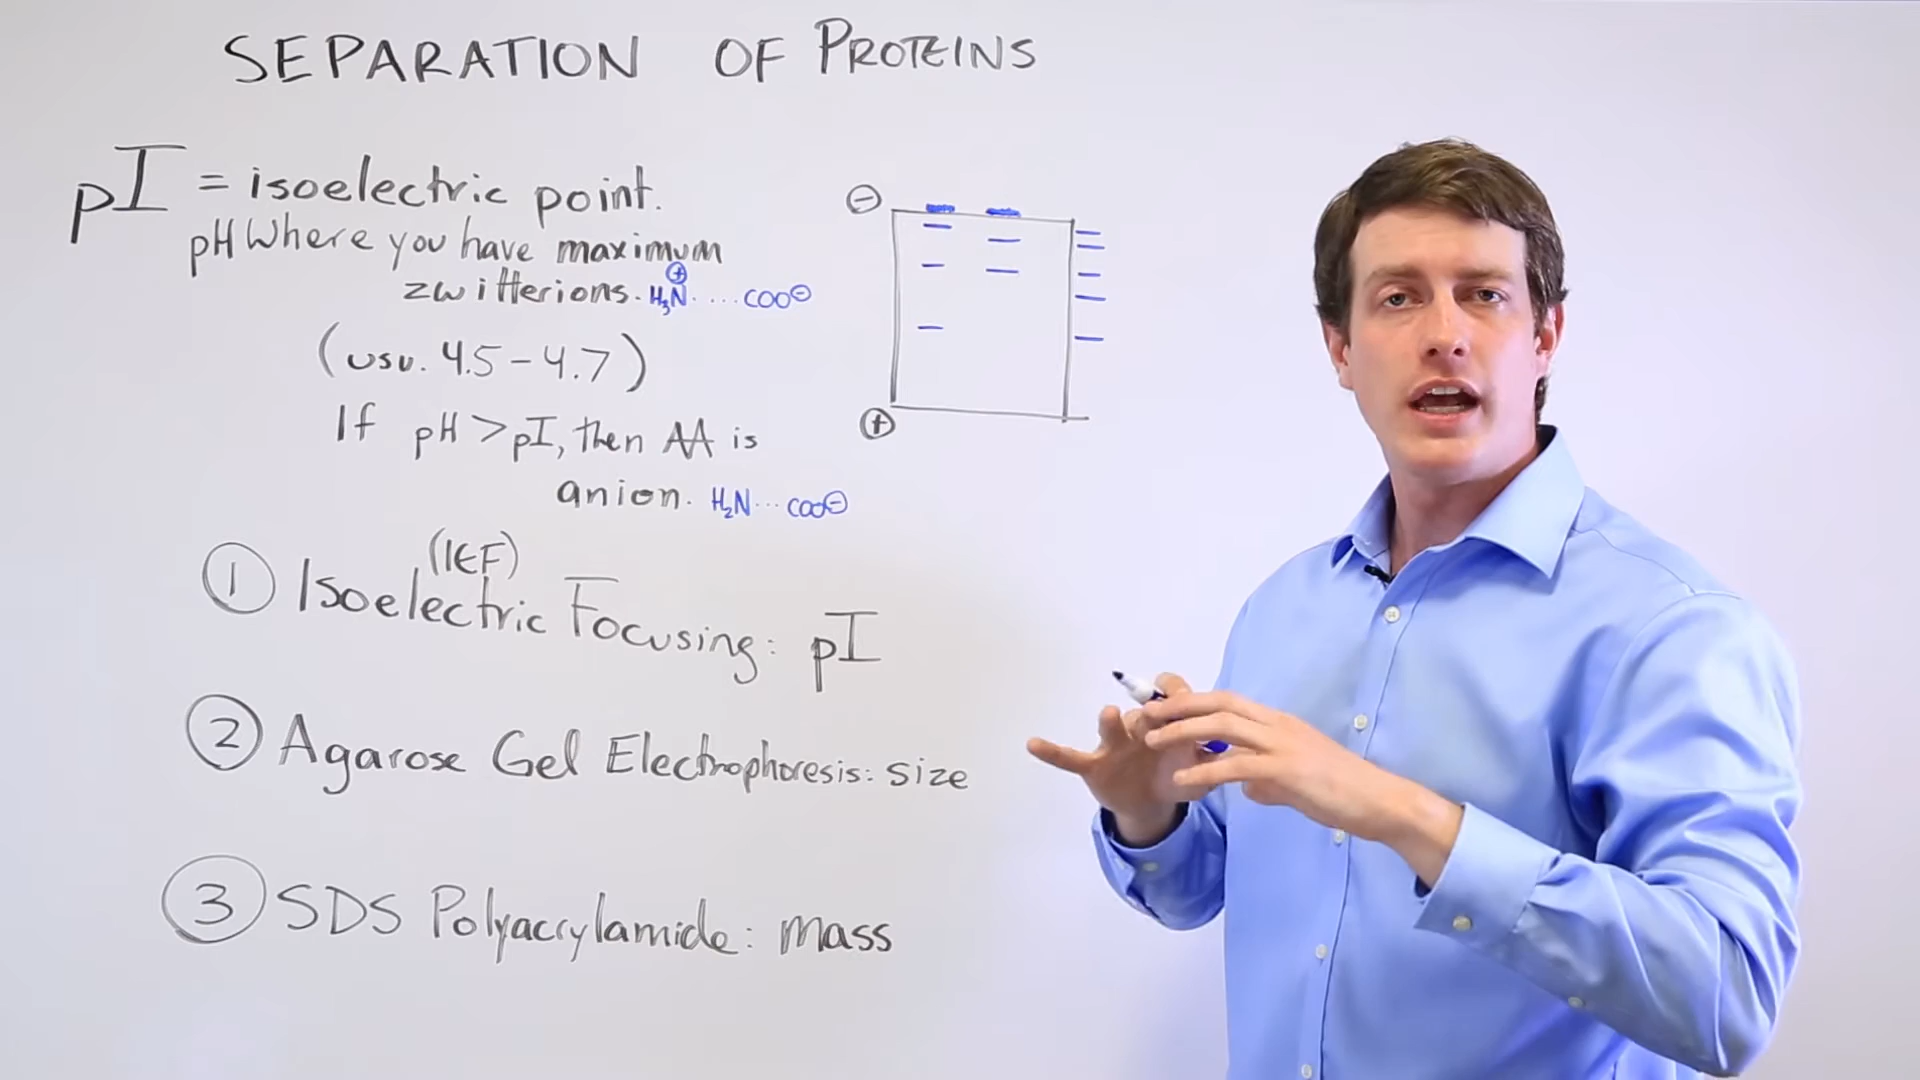 SEPARATION OF PROTEINS
pI = isoelectric point.
pH Where you have maximum
zwitterions. H₃N⊕....COO⊖
(usu. 4.5-4.7)
If pH > pI, then AA is
anion. H₂N...COO⊖
⊖
⊕
(IEF)
① Isoelectric Focusing: pI
② Agarose Gel Electrophoresis: size
③ SDS Polyacrylamide: mass